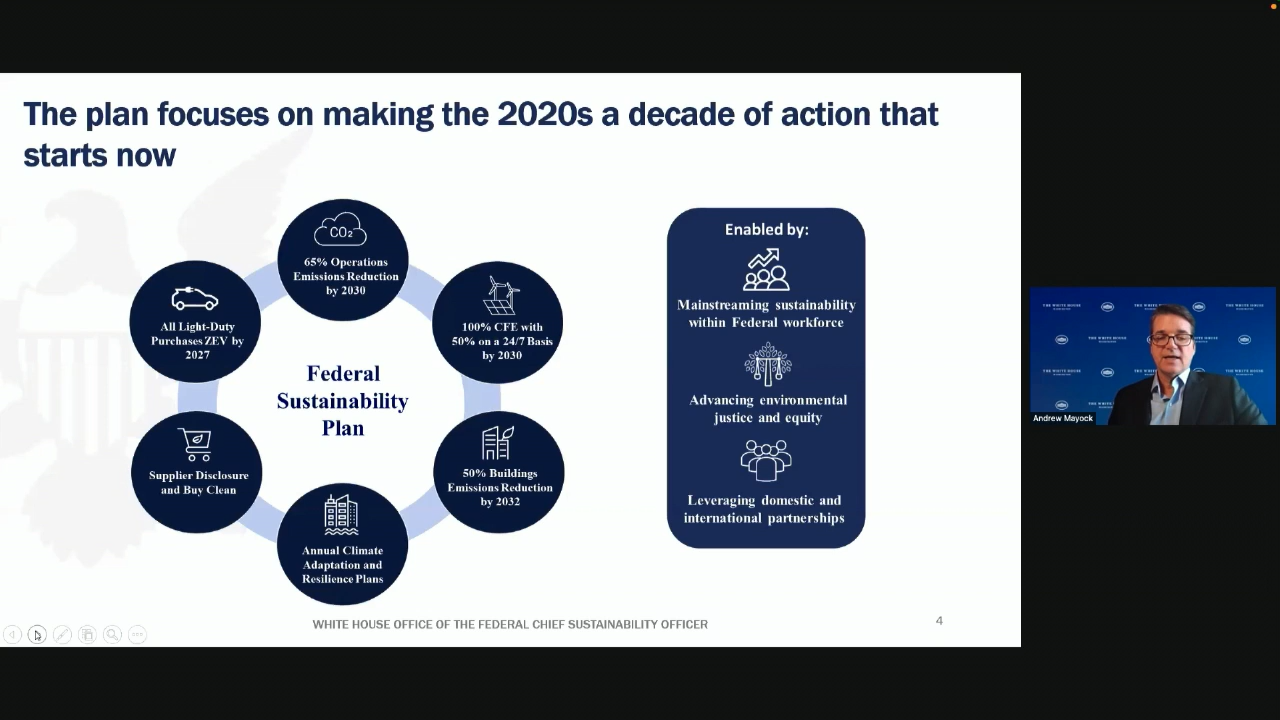 The plan focuses on making the 2020s a decade of action that
starts now
CO₂
65% Operations
Emissions Reduction
by 2030
100% CFE with
50% on a 24/7 Basis
by 2030
50% Buildings
Emissions Reduction
by 2032
Annual Climate
Adaptation and
Resilience Plans
Supplier Disclosure
and Buy Clean
All Light-Duty
Purchases ZEV by
2027
Federal
Sustainability
Plan
Enabled by:
Mainstreaming sustainability
within Federal workforce
Advancing environmental
justice and equity
Leveraging domestic and
international partnerships
WHITE HOUSE OFFICE OF THE FEDERAL CHIEF SUSTAINABILITY OFFICER
4
THE WHITE HOUSE
Andrew Mayock